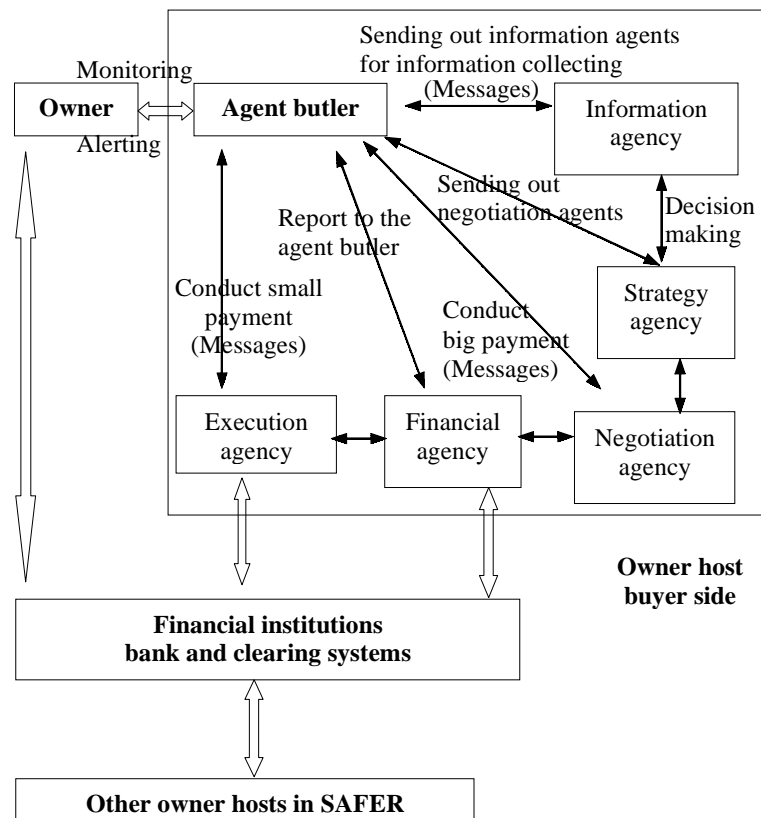 Sending out information agents
for information collecting
(Messages)
Monitoring
Owner
Alerting
Agent butler
Information
agency
Sending out
negotiation agents
Decision
making
Report to the
agent butler
Strategy
agency
Conduct small
payment
(Messages)
Conduct
big payment
(Messages)
Execution
agency
Financial
agency
Negotiation
agency
Owner host
buyer side
Financial institutions
bank and clearing systems
Other owner hosts in SAFER